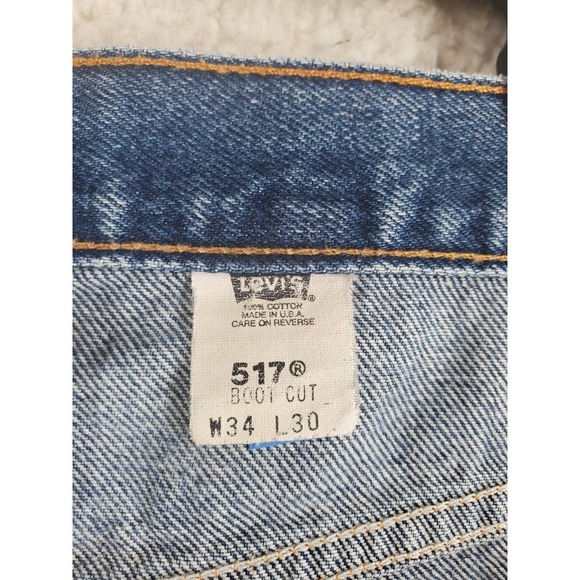 Levi's®
100% COTTON
MADE IN U.S.A.
CARE ON REVERSE
517®
BOOT CUT
W34 L30